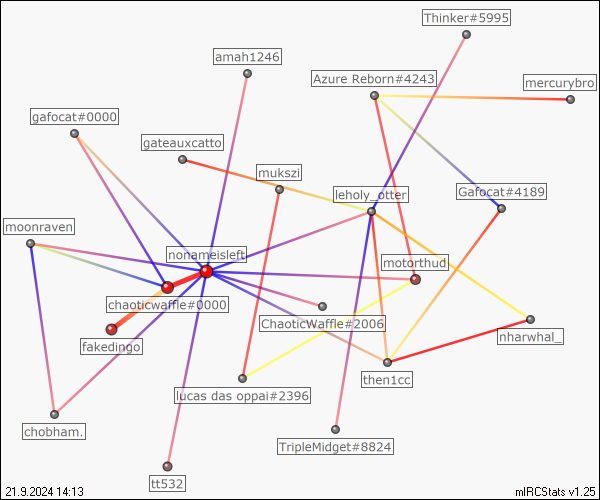 Thinker#5995
amah1246
Azure Reborn#4243
mercurybro
gafocat#0000
gateauxcatto
mukszi
leholy_otter
Gafocat#4189
moonraven
nonameisleft
motorthud
chaoticwaffle#0000
ChaoticWaffle#2006
nharwhal_
fakedingo
then1cc
lucas das oppai#2396
chobham.
TripleMidget#8824
tt532
21.9.2024 14:13
mIRCStats v1.25